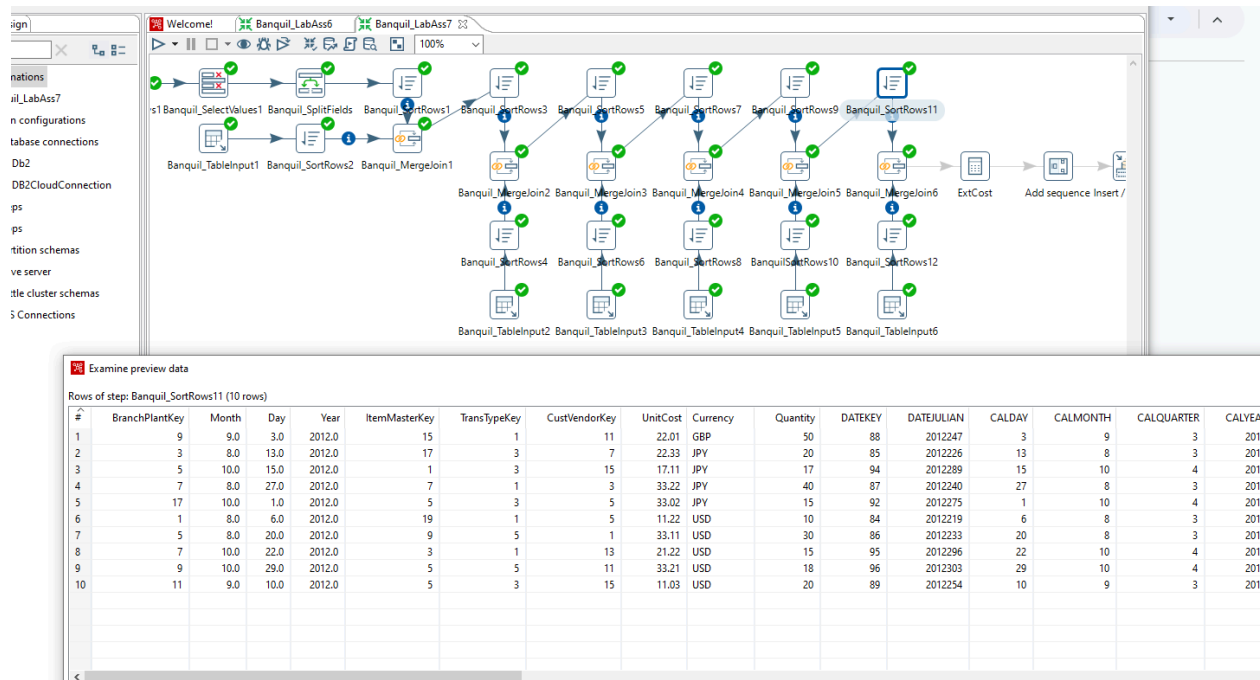 sign
Welcome! Banquil_LabAss6 Banquil_LabAss7
100%
mations
uil_LabAss7
n configurations
tabase connections
Db2
DB2CloudConnection
ps
ps
rtition schemas
ve server
ttle cluster schemas
S Connections
s1 Banquil_SelectValues1 Banquil_SplitFields Banquil_SortRows1 Banquil_SortRows3 Banquil_SortRows5 Banquil_SortRows7 Banquil_SortRows9 Banquil_SortRows11
Banquil_TableInput1 Banquil_SortRows2 Banquil_MergeJoin1
Banquil_MergeJoin2 Banquil_MergeJoin3 Banquil_MergeJoin4 Banquil_MergeJoin5 Banquil_MergeJoin6 ExtCost Add sequence Insert /
Banquil_SortRows4 Banquil_SortRows6 Banquil_SortRows8 BanquilSortRows10 Banquil_SortRows12
Banquil_TableInput2 Banquil_TableInput3 Banquil_TableInput4 Banquil_TableInput5 Banquil_TableInput6
Examine preview data
Rows of step: Banquil_SortRows11 (10 rows)
# BranchPlantKey Month Day Year ItemMasterKey TransTypeKey CustVendorKey UnitCost Currency Quantity DATEKEY DATEJULIAN CALDAY CALMONTH CALQUARTER CALYEA
1 9 9.0 3.0 2012.0 15 1 11 22.01 GBP 50 88 2012247 3 9 3 201
2 3 8.0 13.0 2012.0 17 3 7 22.33 JPY 20 85 2012226 13 8 3 201
3 5 10.0 15.0 2012.0 1 3 15 17.11 JPY 17 94 2012289 15 10 4 201
4 7 8.0 27.0 2012.0 7 1 3 33.22 JPY 40 87 2012240 27 8 3 201
5 17 10.0 1.0 2012.0 5 3 5 33.02 JPY 15 92 2012275 1 10 4 201
6 1 8.0 6.0 2012.0 19 1 5 11.22 USD 10 84 2012219 6 8 3 201
7 5 8.0 20.0 2012.0 9 5 1 33.11 USD 30 86 2012233 20 8 3 201
8 7 10.0 22.0 2012.0 3 1 13 21.22 USD 15 95 2012296 22 10 4 201
9 9 10.0 29.0 2012.0 5 5 11 33.21 USD 18 96 2012303 29 10 4 201
10 11 9.0 10.0 2012.0 5 3 15 11.03 USD 20 89 2012254 10 9 3 201